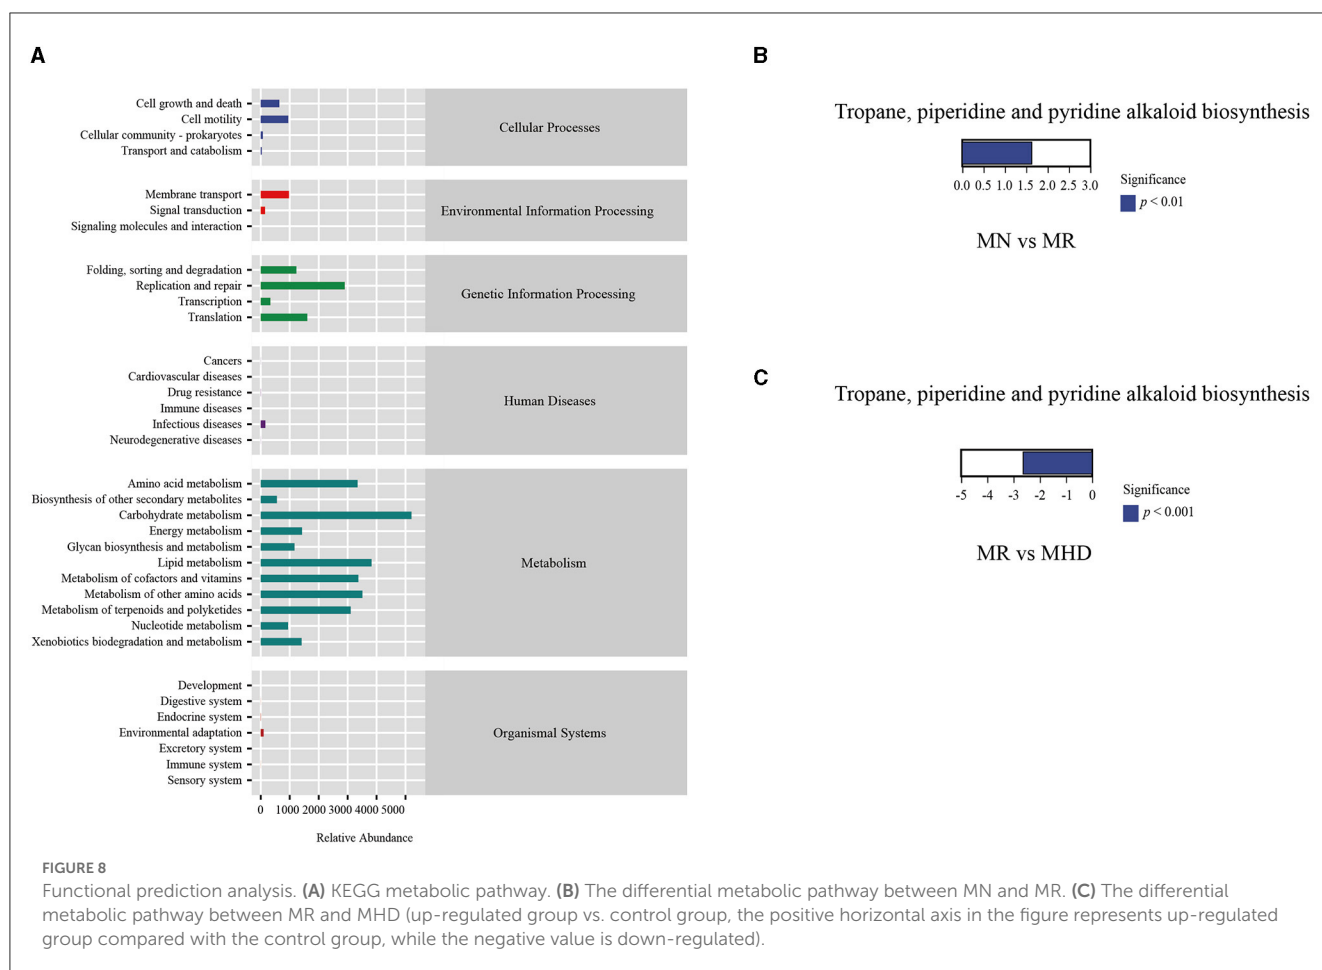 A
Cell growth and death
Cell motility
Cellular community - prokaryotes
Transport and catabolism
Cellular Processes
Membrane transport
Signal transduction
Signaling molecules and interaction
Environmental Information Processing
Folding, sorting and degradation
Replication and repair
Transcription
Translation
Genetic Information Processing
Cancers
Cardiovascular diseases
Drug resistance
Immune diseases
Infectious diseases
Neurodegenerative diseases
Human Diseases
Amino acid metabolism
Biosynthesis of other secondary metabolites
Carbohydrate metabolism
Energy metabolism
Glycan biosynthesis and metabolism
Lipid metabolism
Metabolism of cofactors and vitamins
Metabolism of other amino acids
Metabolism of terpenoids and polyketides
Nucleotide metabolism
Xenobiotics biodegradation and metabolism
Metabolism
Development
Digestive system
Endocrine system
Environmental adaptation
Excretory system
Immune system
Sensory system
Organismal Systems
0 1000 2000 3000 4000 5000
Relative Abundance
B
Tropane, piperidine and pyridine alkaloid biosynthesis
0.0 0.5 1.0 1.5 2.0 2.5 3.0
Significance
p < 0.01
MN vs MR
C
Tropane, piperidine and pyridine alkaloid biosynthesis
-5 -4 -3 -2 -1 0
Significance
p < 0.001
MR vs MHD
FIGURE 8
Functional prediction analysis. (A) KEGG metabolic pathway. (B) The differential metabolic pathway between MN and MR. (C) The differential
metabolic pathway between MR and MHD (up-regulated group vs. control group, the positive horizontal axis in the figure represents up-regulated
group compared with the control group, while the negative value is down-regulated).